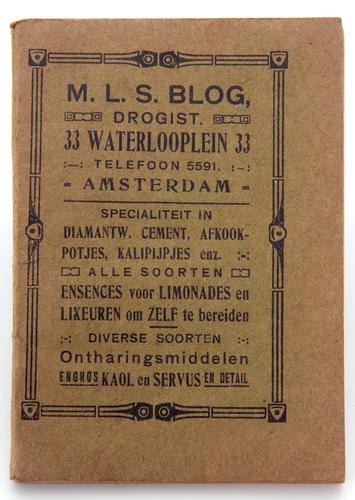 M. L. S. BLOG,
DROGIST.
33 WATERLOOPLEIN 33
:—: TELEFOON 5591. :—:
- AMSTERDAM -
SPECIALITEIT IN
DIAMANTW. CEMENT, AFKOOK-
POTJES, KALIPIJPJES enz. :-:
ALLE SOORTEN
ENSENCES voor LIMONADES en
LIKEUREN om ZELF te bereiden
:-: DIVERSE SOORTEN :-:
Ontharingsmiddelen
ENGROS KAOL en SERVUS EN DETAIL